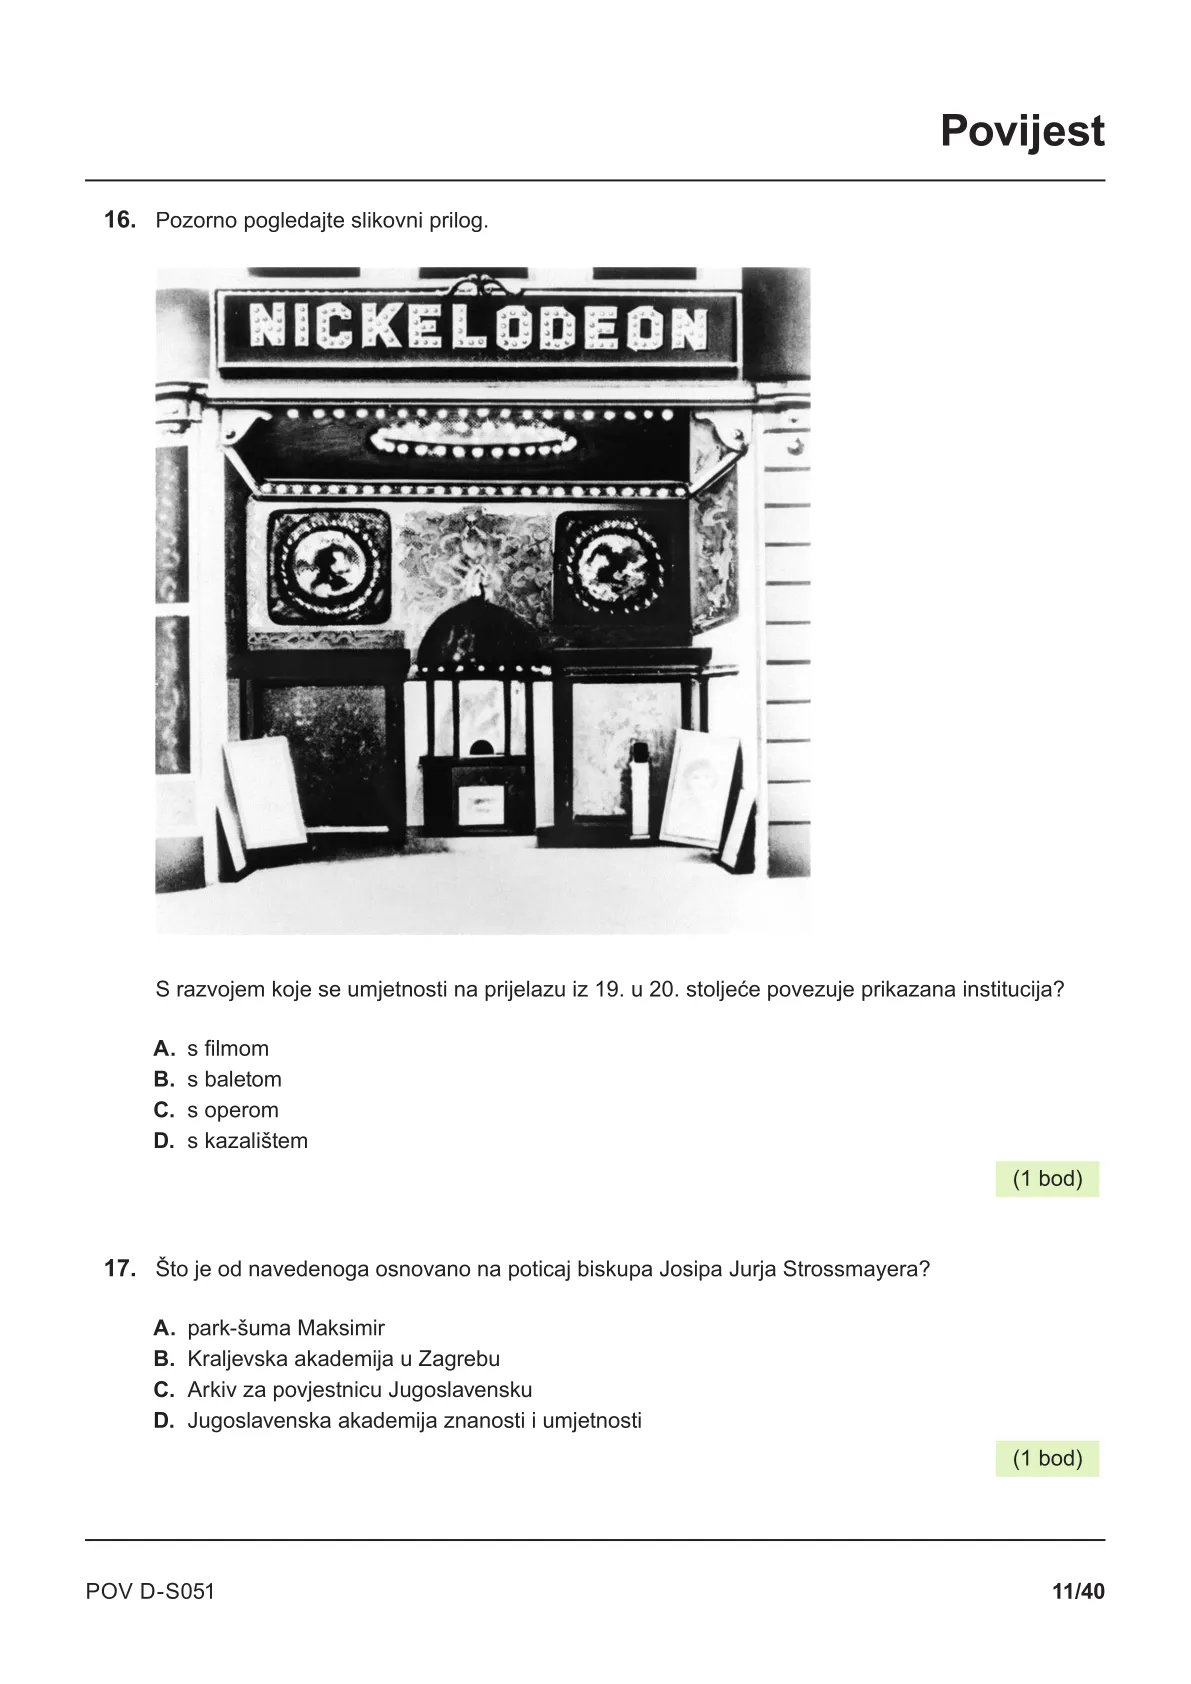 Povijest
16. Pozorno pogledajte slikovni prilog.
NICKELODEON
S razvojem koje se umjetnosti na prijelazu iz 19. u 20. stoljeće povezuje prikazana institucija?
A. s filmom
B. s baletom
C. s operom
D. s kazalištem
(1 bod)
17. Što je od navedenoga osnovano na poticaj biskupa Josipa Jurja Strossmayera?
A. park-šuma Maksimir
B. Kraljevska akademija u Zagrebu
C. Arkiv za povjestnicu Jugoslavensku
D. Jugoslavenska akademija znanosti i umjetnosti
(1 bod)
POV D-S051
11/40